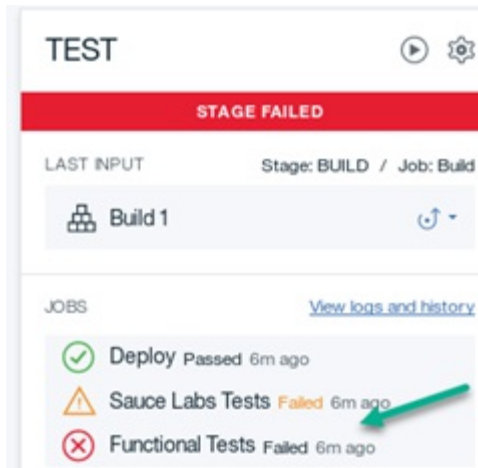 TEST
STAGE FAILED
LAST INPUT Stage: BUILD / Job: Build
Build 1
JOBS View logs and history
Deploy Passed 6m ago
Sauce Labs Tests Failed 6m ago
Functional Tests Failed 6m ago